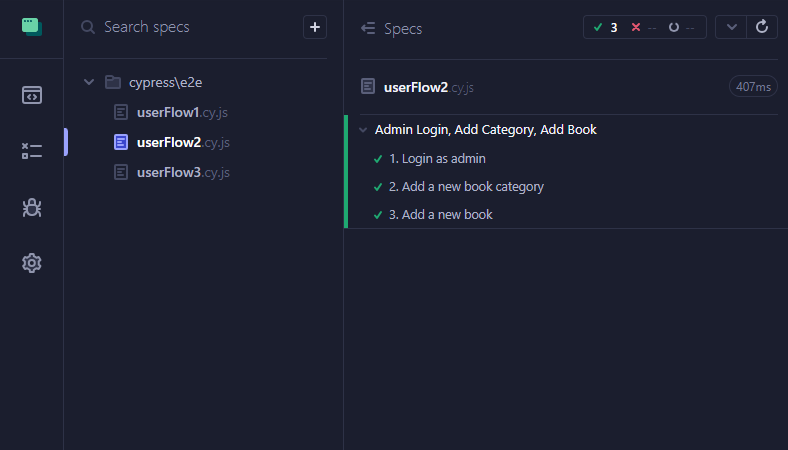 Search specs
+
cypress\e2e
userFlow1.cy.js
userFlow2.cy.js
userFlow3.cy.js
Specs
3 -- --
userFlow2.cy.js 407ms
Admin Login, Add Category, Add Book
1. Login as admin
2. Add a new book category
3. Add a new book